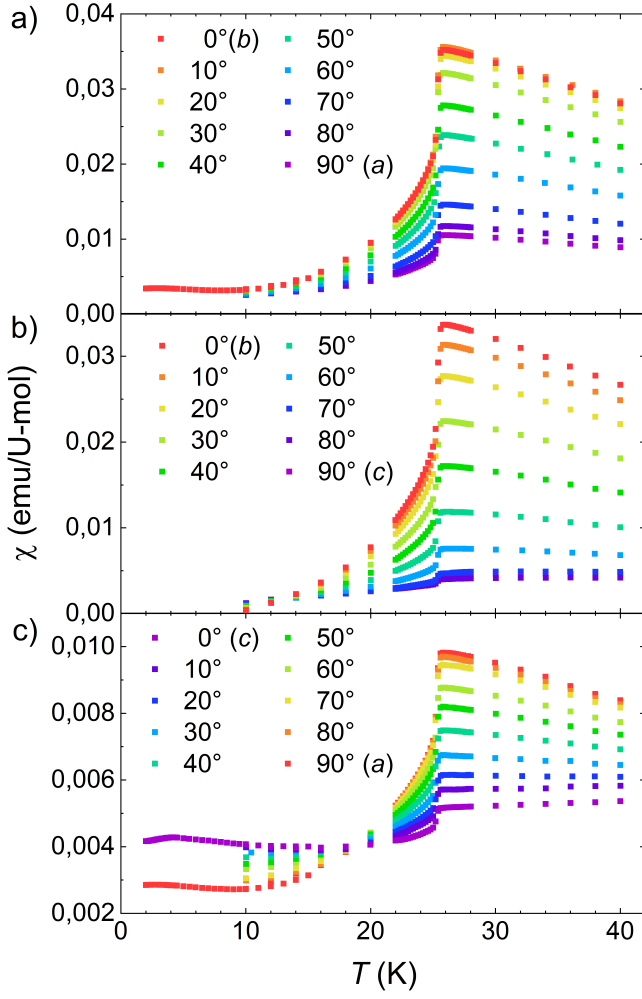 a)
0,04
0,03
0,02
0,01
0,00
0°(b) 50°
10° 60°
20° 70°
30° 80°
40° 90° (a)
b)
0,03
0,02
0,01
0,00
0°(b) 50°
10° 60°
20° 70°
30° 80°
40° 90° (c)
χ (emu/U-mol)
c)
0,010
0,008
0,006
0,004
0,002
0° (c) 50°
10° 60°
20° 70°
30° 80°
40° 90° (a)
0 10 20 30 40
T (K)